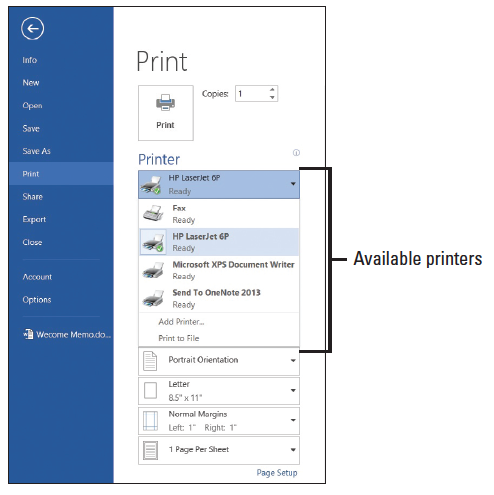 Info
New
Open
Save
Save As
Print
Share
Export
Close
Account
Options
Wecome Memo.do...
Print
Copies: 1
Print
Printer
HP LaserJet 6P
Ready
Fax
Ready
HP LaserJet 6P
Ready
Microsoft XPS Document Writer
Ready
Send To OneNote 2013
Ready
Add Printer...
Print to File
Portrait Orientation
Letter
8.5" x 11"
Normal Margins
Left: 1" Right: 1"
1 Page Per Sheet
Page Setup
Available printers